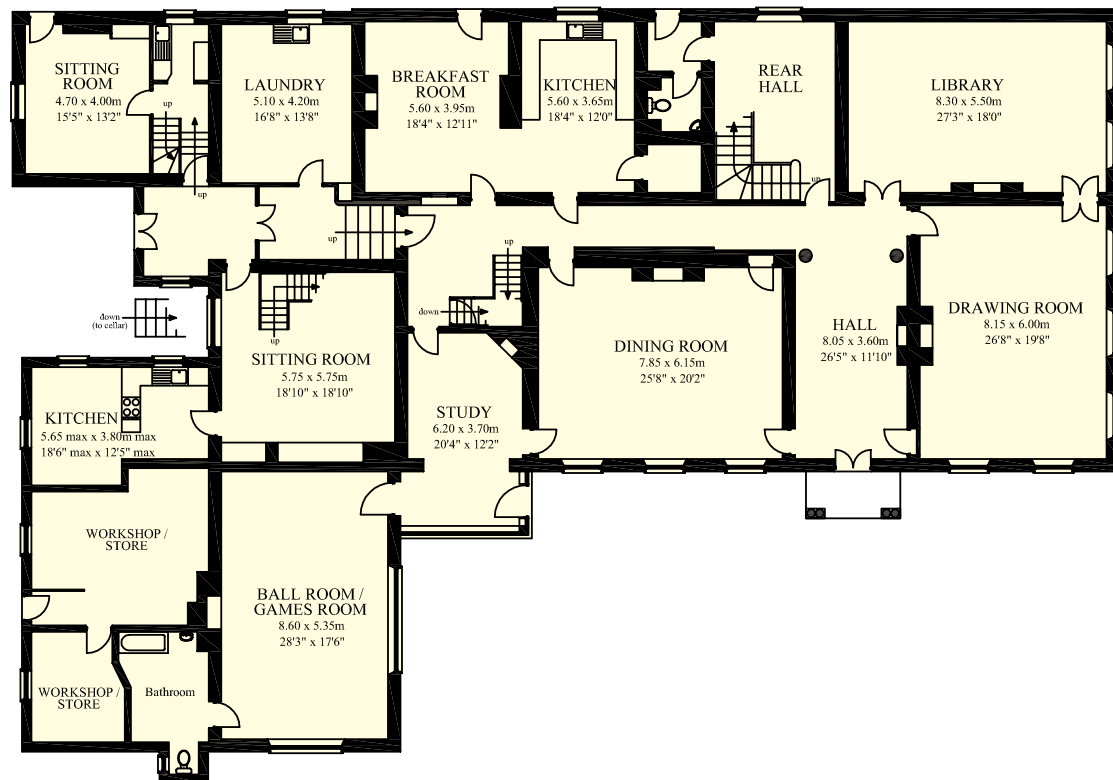 SITTING
ROOM
4.70 x 4.00m
15'5" x 13'2"
up
up
LAUNDRY
5.10 x 4.20m
16'8" x 13'8"
BREAKFAST
ROOM
5.60 x 3.95m
18'4" x 12'11"
KITCHEN
5.60 x 3.65m
18'4" x 12'0"
REAR
HALL
up
LIBRARY
8.30 x 5.50m
27'3" x 18'0"
up
up
down
(to cellar)
up
SITTING ROOM
5.75 x 5.75m
18'10" x 18'10"
up
down
DINING ROOM
7.85 x 6.15m
25'8" x 20'2"
HALL
8.05 x 3.60m
26'5" x 11'10"
DRAWING ROOM
8.15 x 6.00m
26'8" x 19'8"
KITCHEN
5.65 max x 3.80m max
18'6" max x 12'5" max
STUDY
6.20 x 3.70m
20'4" x 12'2"
WORKSHOP /
STORE
BALL ROOM /
GAMES ROOM
8.60 x 5.35m
28'3" x 17'6"
WORKSHOP /
STORE
Bathroom